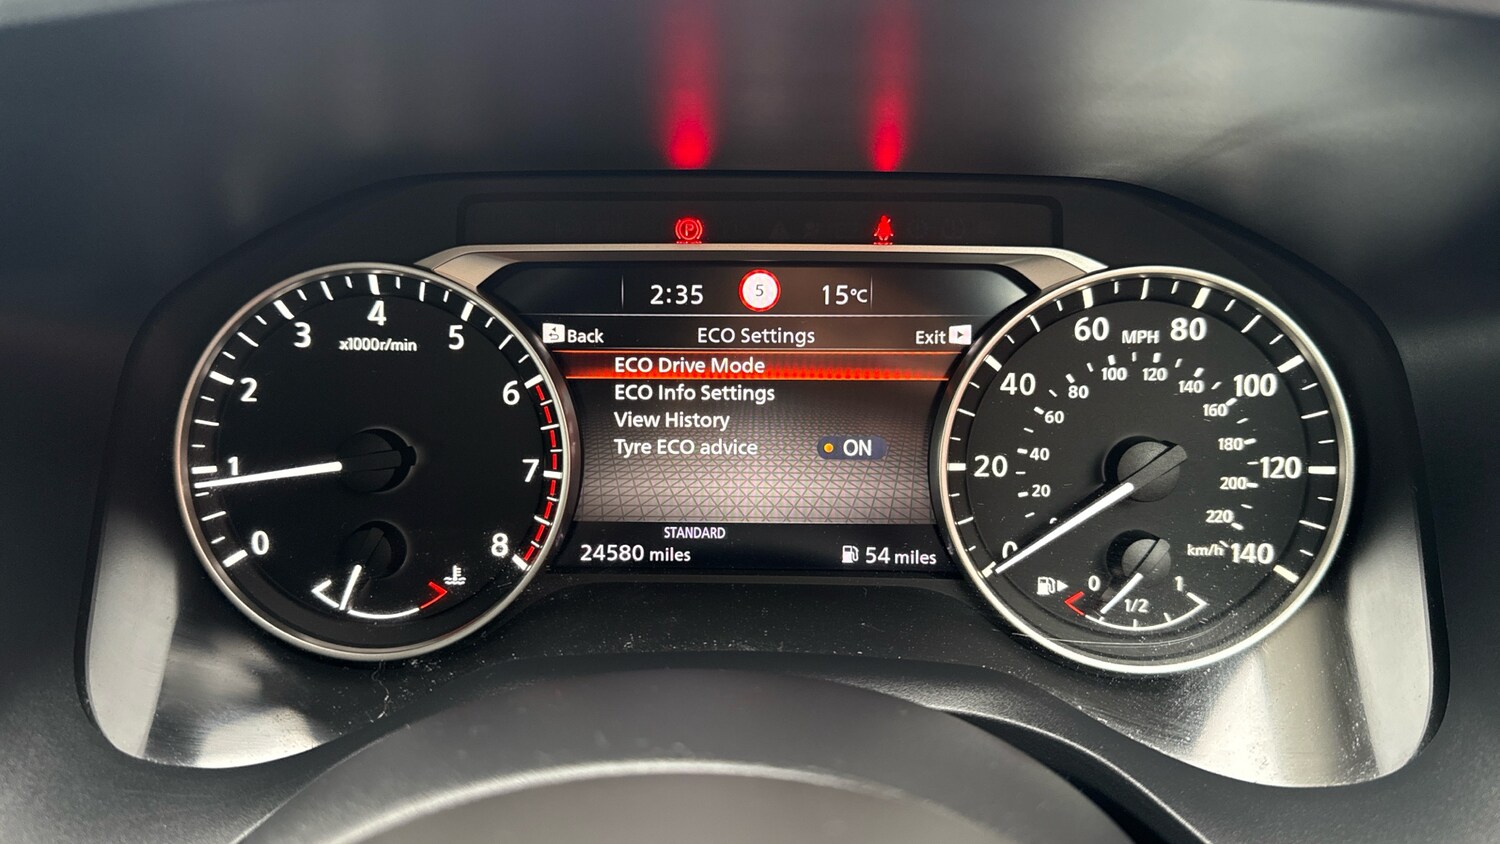 P
2:35 5 15°C
Back ECO Settings Exit
ECO Drive Mode
ECO Info Settings
View History
Tyre ECO advice ON
STANDARD
24580 miles 54 miles
0 1 2 3 4 5 6 7 8
x1000r/min
0 20 40 60 80 100 120 140
MPH
20 40 60 80 100 120 140 160 180 200 220
km/h
0 1/2 1